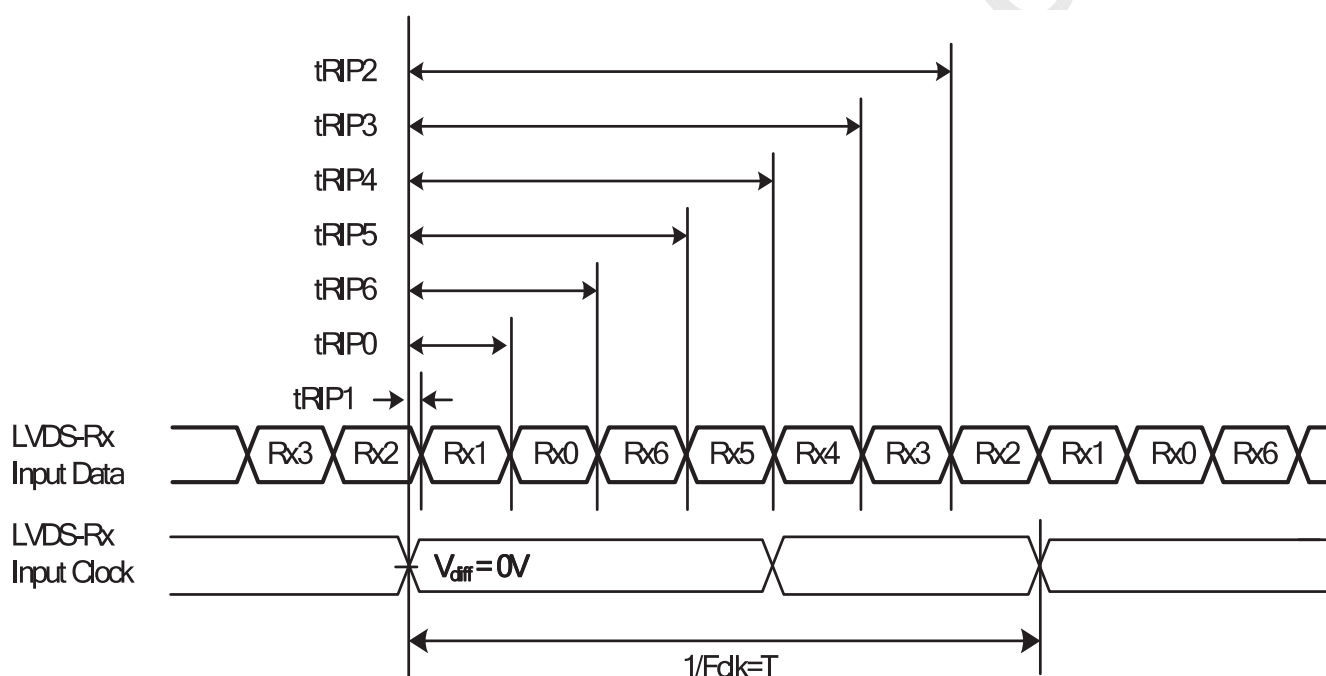 tRIP2
tRIP3
tRIP4
tRIP5
tRIP6
tRIP0
tRIP1
LVDS-Rx
Input Data
Rx3 Rx2 Rx1 Rx0 Rx6 Rx5 Rx4 Rx3 Rx2 Rx1 Rx0 Rx6
LVDS-Rx
Input Clock
Vdiff = 0V
1/Fclk=T